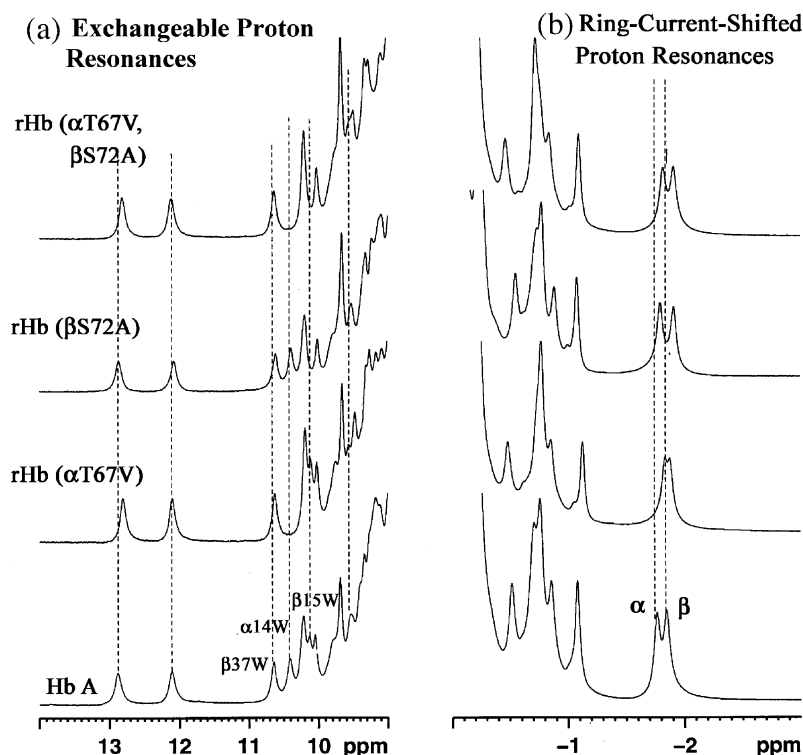 (a) Exchangeable Proton
Resonances
(b) Ring-Current-Shifted
Proton Resonances
rHb (αT67V,
βS72A)
rHb (βS72A)
rHb (αT67V)
Hb A
β37W
α14W
β15W
α
β
13 12 11 10 ppm
-1 -2 ppm